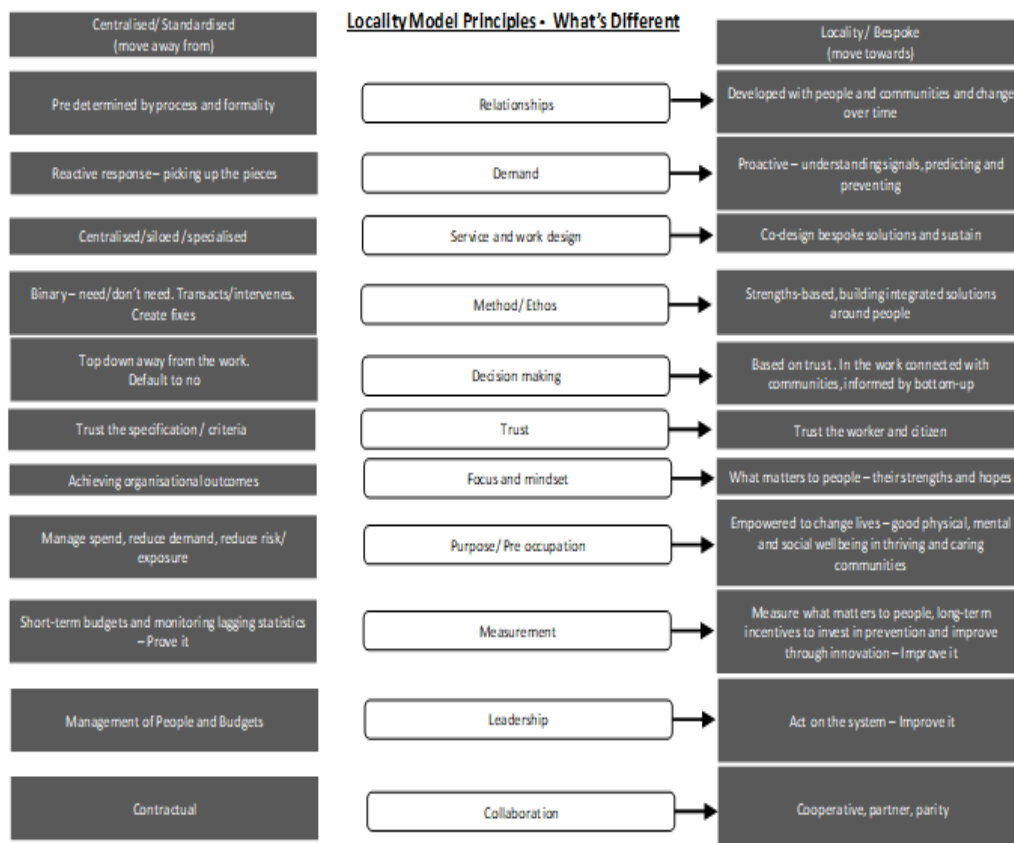 Locality Model Principles - What's Different
Centralised/ Standardised
(move away from)
Locality / Bespoke
(move towards)
Pre determined by process and formality
Relationships
Developed with people and communities and change
over time
Reactive response – picking up the pieces
Demand
Proactive – understanding signals, predicting and
preventing
Centralised/siloed /specialised
Service and work design
Co-design bespoke solutions and sustain
Binary – need/don't need. Transacts/intervenes.
Create fixes
Method/ Ethos
Strengths-based, building integrated solutions
around people
Top down away from the work.
Default to no
Decision making
Based on trust . In the work connected with
communities, informed by bottom-up
Trust the specification / criteria
Trust
Trust the worker and citizen
Achieving organisational outcomes
Focus and mindset
What matters to people – their strengths and hopes
Manage spend, reduce demand, reduce risk/
exposure
Purpose/ Pre occupation
Empowered to change lives – good physical, mental
and social wellbeing in thriving and caring
communities
Short-term budgets and monitoring lagging statistics
– Prove it
Measurement
Measure what matters to people, long-term
incentives to invest in prevention and improve
through innovation – Improve it
Management of People and Budgets
Leadership
Act on the system – Improve it
Contractual
Collaboration
Cooperative, partner, parity